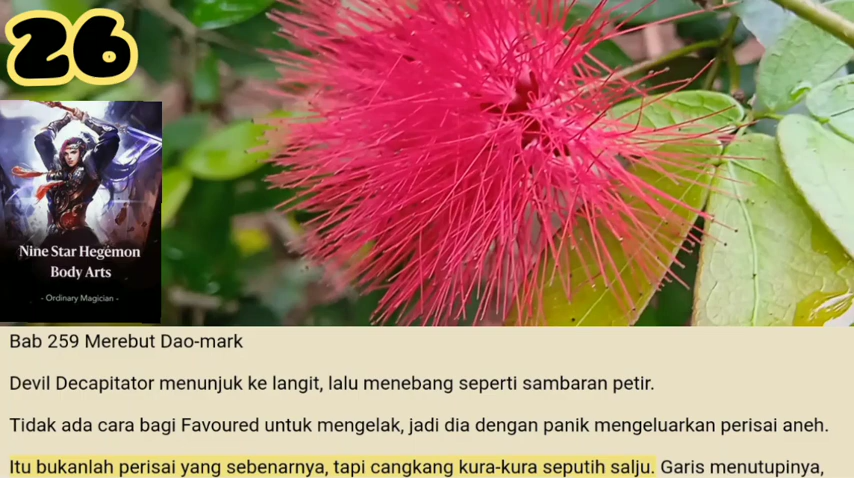 26
Nine Star Hegemon
Body Arts
- Ordinary Magician -
Bab 259 Merebut Dao-mark
Devil Decapitator menunjuk ke langit, lalu menebang seperti sambaran petir.
Tidak ada cara bagi Favoured untuk mengelak, jadi dia dengan panik mengeluarkan perisai aneh.
Itu bukanlah perisai yang sebenarnya, tapi cangkang kura-kura seputih salju. Garis menutupinya,